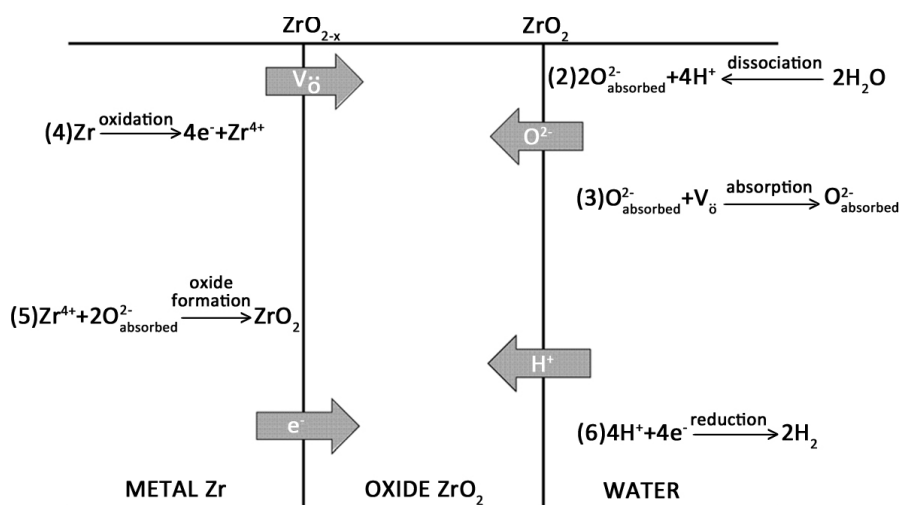 ZrO₂₋ₓ
ZrO₂
Vö
(2)2O²⁻absorbed+4H⁺ dissociation 2H₂O
(4)Zr oxidation 4e⁻+Zr⁴⁺
O²⁻
(3)O²⁻absorbed+Vö absorption O²⁻absorbed
(5)Zr⁴⁺+2O²⁻absorbed oxide formation ZrO₂
H⁺
e⁻
(6)4H⁺+4e⁻ reduction 2H₂
METAL Zr
OXIDE ZrO₂
WATER